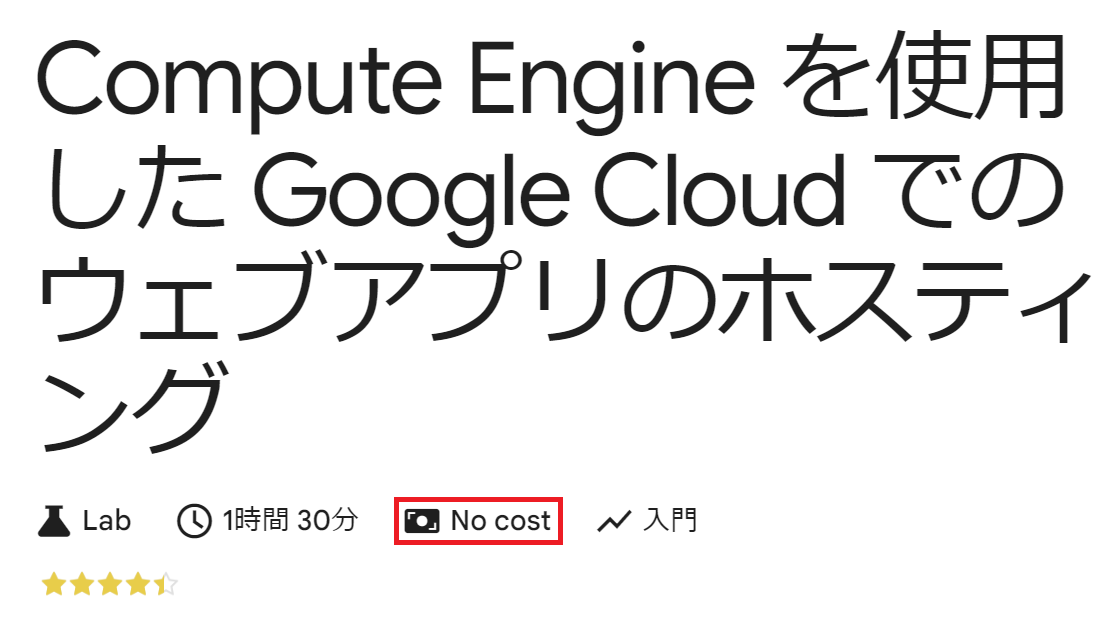 Compute Engine を使用
した Google Cloud での
ウェブアプリのホスティ
ング
Lab 1時間 30分 No cost 入門